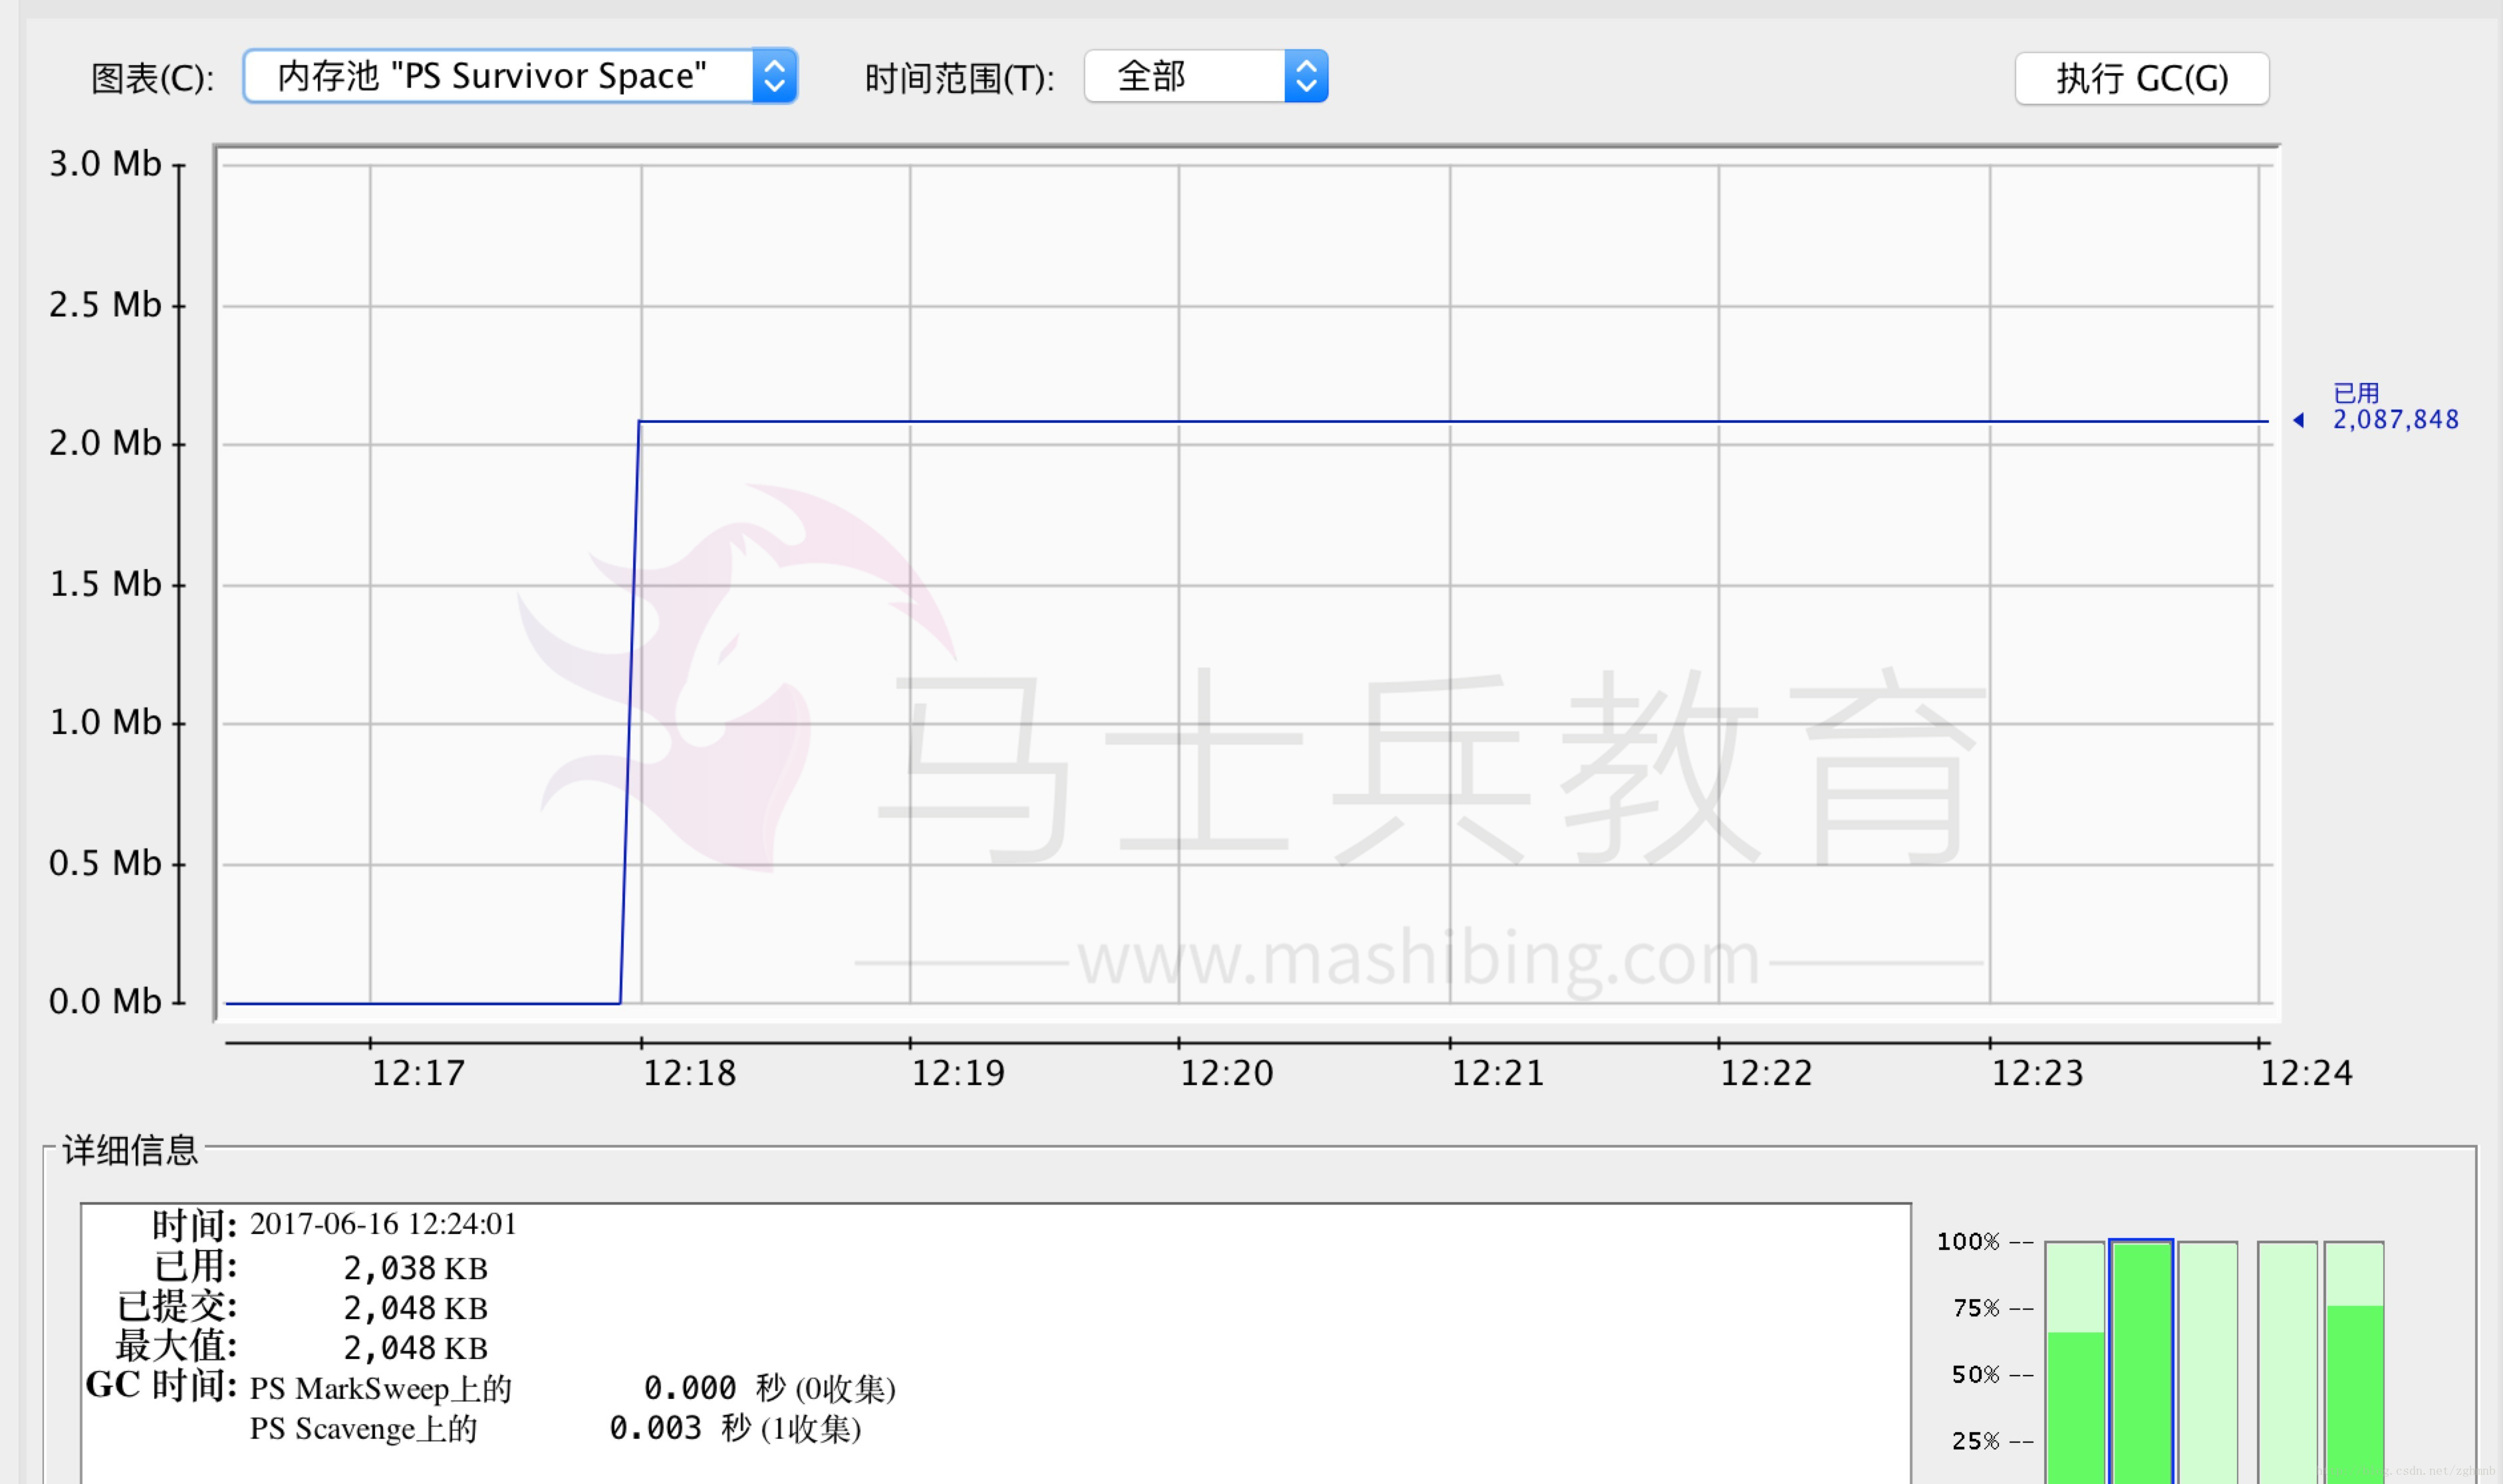 图表(C): 内存池 "PS Survivor Space" 时间范围(T): 全部 执行 GC(G)
3.0 Mb
2.5 Mb
已用
2,087,848
2.0 Mb
1.5 Mb
马士兵教育
1.0 Mb
0.5 Mb
www.mashibing.com
0.0 Mb
12:17 12:18 12:19 12:20 12:21 12:22 12:23 12:24
详细信息
时间: 2017-06-16 12:24:01
已用: 2,038 KB
已提交: 2,048 KB
最大值: 2,048 KB
GC 时间: PS MarkSweep上的 0.000 秒 (0收集)
PS Scavenge上的 0.003 秒 (1收集)
100% --
75% --
50% --
25% --